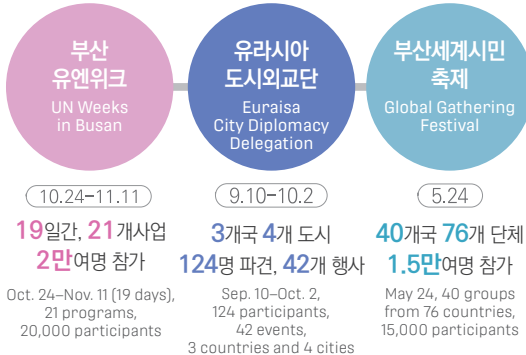 부산
유엔위크
UN Weeks
in Busan
10.24–11.11
19일간, 21개사업
2만여명 참가
Oct. 24–Nov. 11 (19 days),
21 programs,
20,000 participants
유라시아
도시외교단
Euraisa
City Diplomacy
Delegation
9.10–10.2
3개국 4개 도시
124명 파견, 42개 행사
Sep. 10–Oct. 2,
124 participants,
42 events,
3 countries and 4 cities
부산세계시민
축제
Global Gathering
Festival
5.24
40개국 76개 단체
1.5만여명 참가
May 24, 40 groups
from 76 countries,
15,000 participants